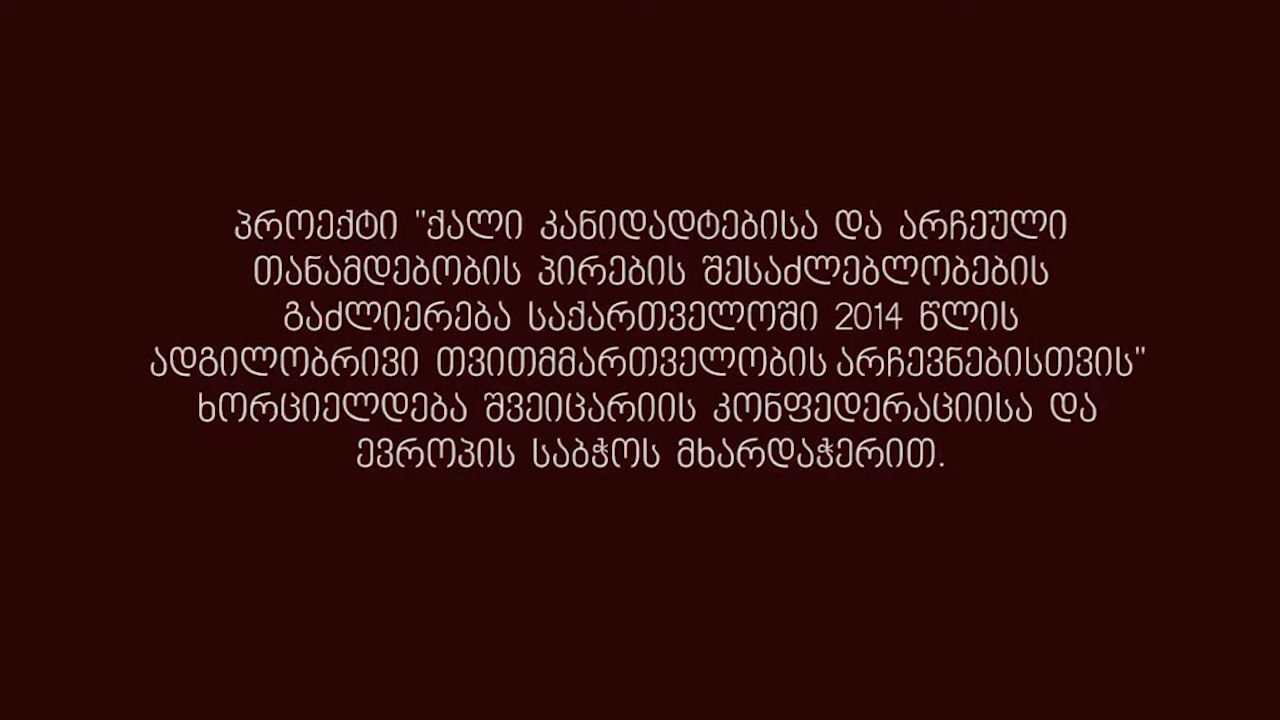 პროექტი "ქალი კანიდადტებისა და არჩეული
თანამდებობის პირების შესაძლებლობების
გაძლიერება საქართველოში 2014 წლის
ადგილობრივი თვითმმართველობის არჩევნებისთვის"
ხორციელდება შვეიცარიის კონფედერაციისა და
ევროპის საბჭოს მხარდაჭერით.